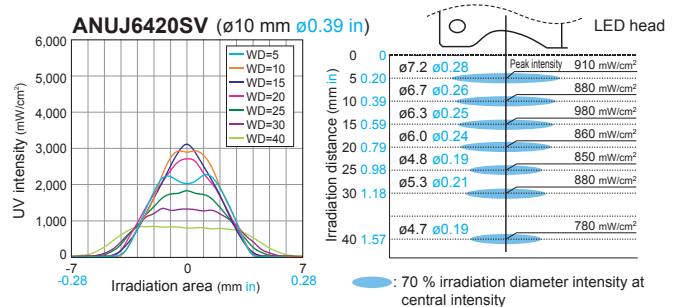 ANUJ6420SV (ø10 mm ø0.39 in)
UV intensity (mW/cm²)
6,000
5,000
4,000
3,000
2,000
1,000
0
WD=5
WD=10
WD=15
WD=20
WD=25
WD=30
WD=40
-7 0 7
-0.28 0.28
Irradiation area (mm in)
LED head
Irradiation distance (mm in)
0 0
Peak intensity
ø7.2 ø0.28 910 mW/cm²
5 0.20
ø6.7 ø0.26 880 mW/cm²
10 0.39
ø6.3 ø0.25 980 mW/cm²
15 0.59
ø6.0 ø0.24 860 mW/cm²
20 0.79
ø4.8 ø0.19 850 mW/cm²
25 0.98
ø5.3 ø0.21 880 mW/cm²
30 1.18
ø4.7 ø0.19 780 mW/cm²
40 1.57
: 70 % irradiation diameter intensity at
central intensity